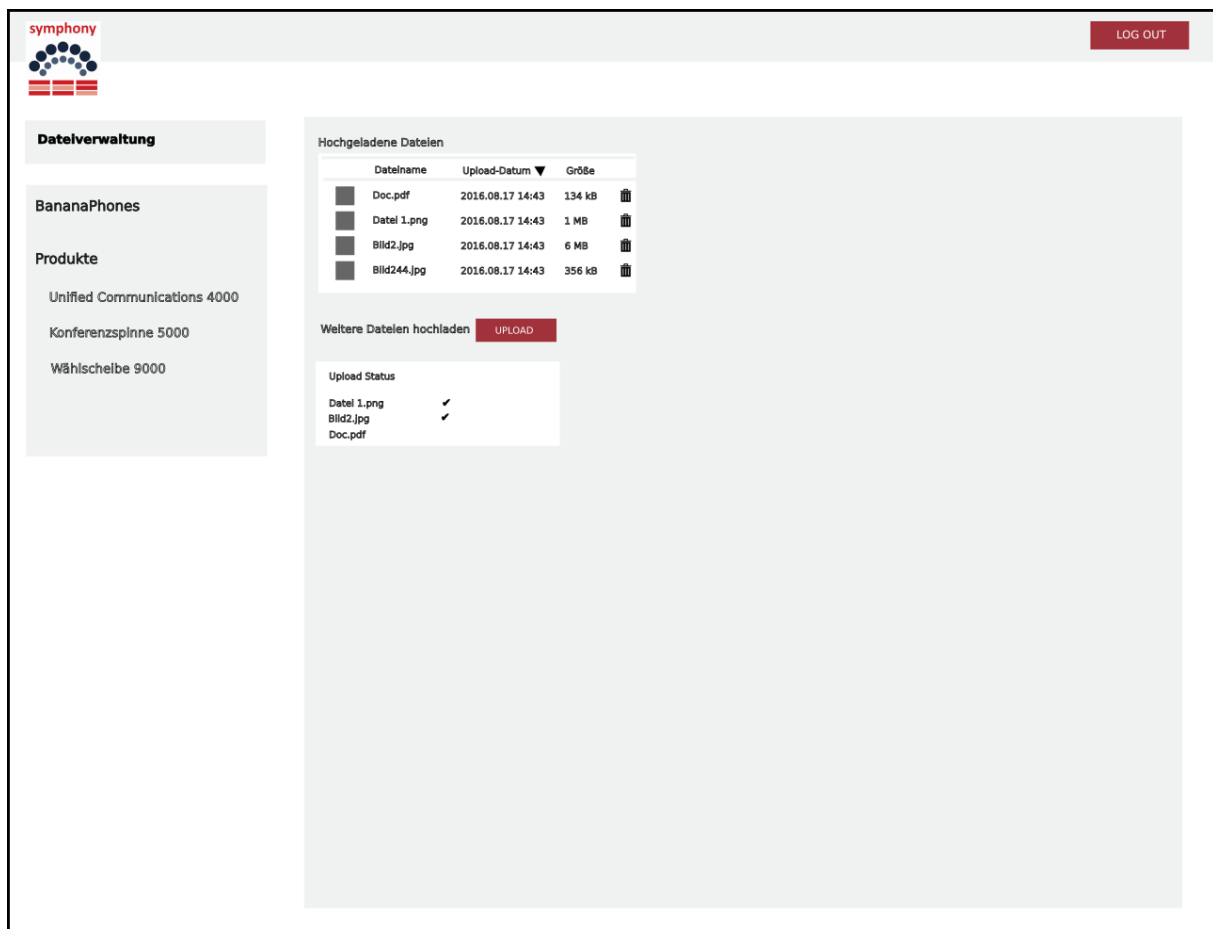 symphony
LOG OUT
Dateiverwaltung
BananaPhones
Produkte
Unified Communications 4000
Konferenzspinne 5000
Wählscheibe 9000
Hochgeladene Dateien
Dateiname Upload-Datum ▼ Größe
Doc.pdf 2016.08.17 14:43 134 kB
Datei 1.png 2016.08.17 14:43 1 MB
Bild2.jpg 2016.08.17 14:43 6 MB
Bild244.jpg 2016.08.17 14:43 356 kB
Weitere Dateien hochladen UPLOAD
Upload Status
Datei 1.png ✔
Bild2.jpg ✔
Doc.pdf